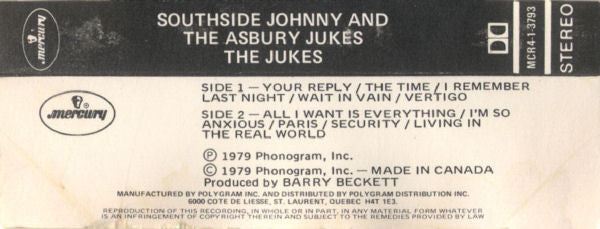 mercury
SOUTHSIDE JOHNNY AND
THE ASBURY JUKES
THE JUKES
MCR4-1-3793
STEREO
mercury
SIDE 1 — YOUR REPLY / THE TIME / I REMEMBER
LAST NIGHT / WAIT IN VAIN / VERTIGO
SIDE 2 — ALL I WANT IS EVERYTHING / I'M SO
ANXIOUS / PARIS / SECURITY / LIVING IN
THE REAL WORLD
Ⓟ 1979 Phonogram, Inc.
© 1979 Phonogram, Inc. — MADE IN CANADA
Produced by BARRY BECKETT
MANUFACTURED BY POLYGRAM INC. AND DISTRIBUTED BY POLYGRAM DISTRIBUTION INC.
6000 COTE DE LIESSE, ST. LAURENT, QUEBEC H4T 1E3.
REPRODUCTION OF THIS RECORDING, IN WHOLE OR IN PART, IN ANY MATERIAL FORM WHATEVER
IS AN INFRINGEMENT OF COPYRIGHT THEREIN AND SUBJECT TO THE REMEDIES PROVIDED BY LAW